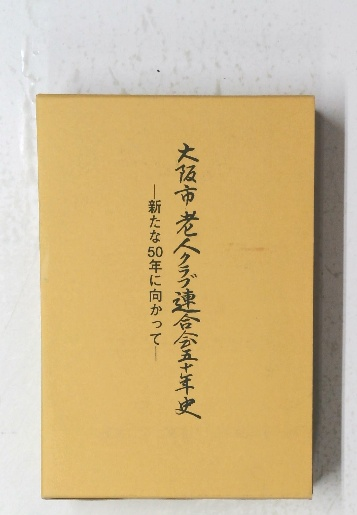 大阪市老人クラブ連合会五十年史
―新たな50年に向かって―